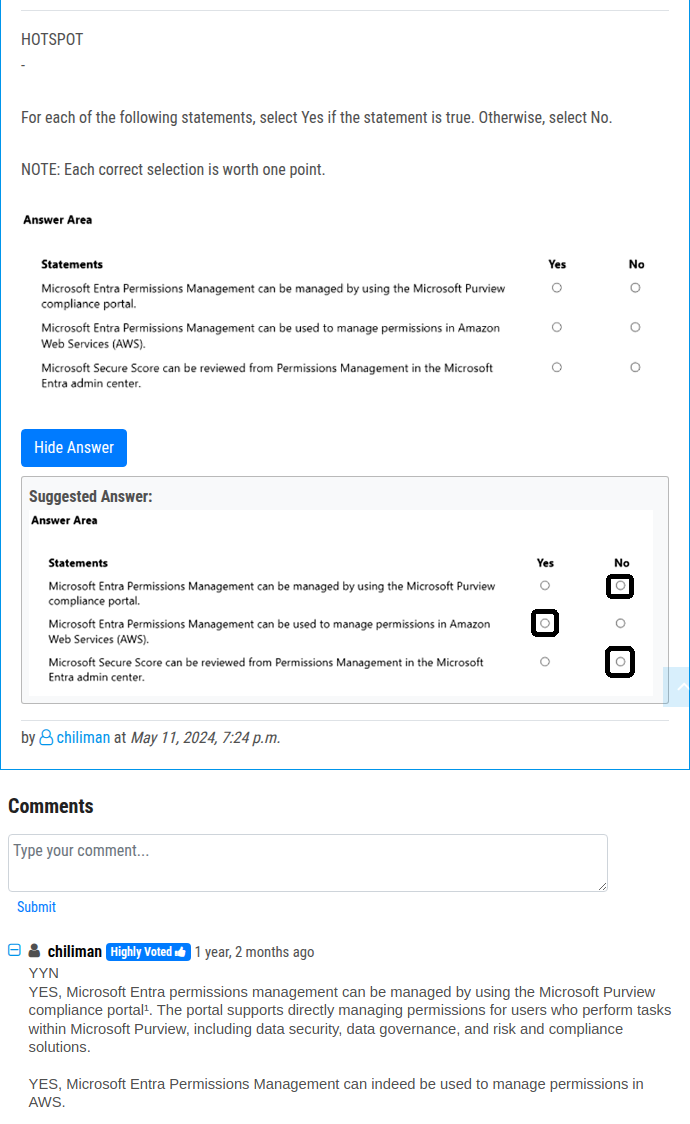 HOTSPOT
-
For each of the following statements, select Yes if the statement is true. Otherwise, select No.
NOTE: Each correct selection is worth one point.
Answer Area
Statements Yes No
Microsoft Entra Permissions Management can be managed by using the Microsoft Purview
compliance portal.
Microsoft Entra Permissions Management can be used to manage permissions in Amazon
Web Services (AWS).
Microsoft Secure Score can be reviewed from Permissions Management in the Microsoft
Entra admin center.
Hide Answer
Suggested Answer:
Answer Area
Statements Yes No
Microsoft Entra Permissions Management can be managed by using the Microsoft Purview
compliance portal.
Microsoft Entra Permissions Management can be used to manage permissions in Amazon
Web Services (AWS).
Microsoft Secure Score can be reviewed from Permissions Management in the Microsoft
Entra admin center.
by chiliman at May 11, 2024, 7:24 p.m.
Comments
Type your comment...
Submit
chiliman Highly Voted 1 year, 2 months ago
YYN
YES, Microsoft Entra permissions management can be managed by using the Microsoft Purview
compliance portal¹. The portal supports directly managing permissions for users who perform tasks
within Microsoft Purview, including data security, data governance, and risk and compliance
solutions.
YES, Microsoft Entra Permissions Management can indeed be used to manage permissions in
AWS.